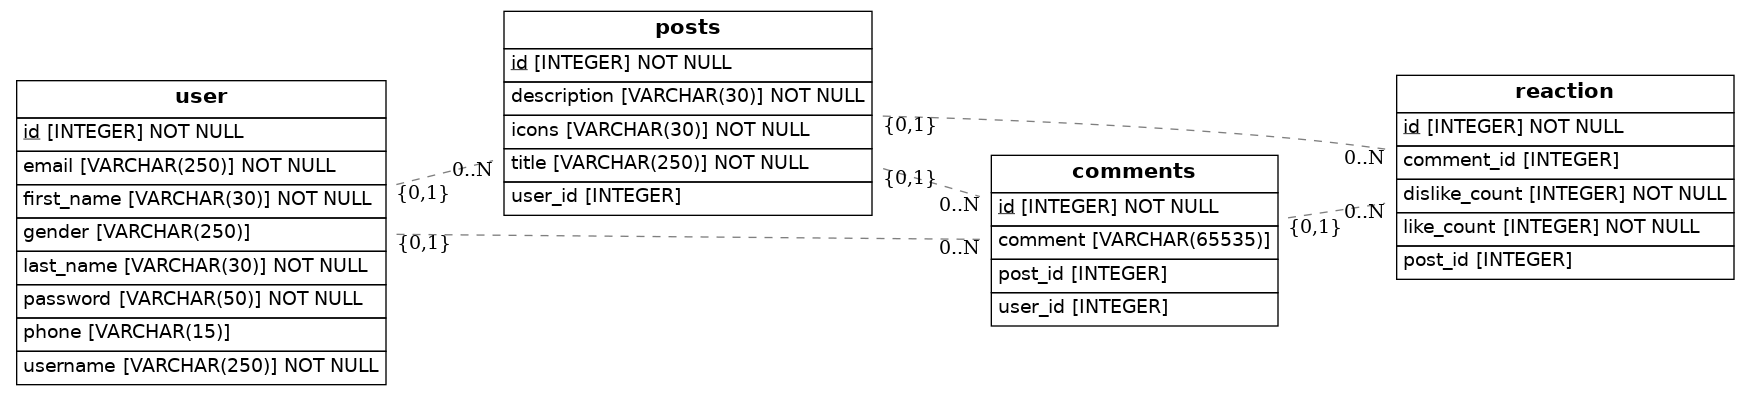 user
id [INTEGER] NOT NULL
email [VARCHAR(250)] NOT NULL
first_name [VARCHAR(30)] NOT NULL
gender [VARCHAR(250)]
last_name [VARCHAR(30)] NOT NULL
password [VARCHAR(50)] NOT NULL
phone [VARCHAR(15)]
username [VARCHAR(250)] NOT NULL
{0,1}
0..N
{0,1}
0..N
posts
id [INTEGER] NOT NULL
description [VARCHAR(30)] NOT NULL
icons [VARCHAR(30)] NOT NULL
title [VARCHAR(250)] NOT NULL
user_id [INTEGER]
{0,1}
0..N
{0,1}
0..N
comments
id [INTEGER] NOT NULL
comment [VARCHAR(65535)]
post_id [INTEGER]
user_id [INTEGER]
{0,1}
0..N
reaction
id [INTEGER] NOT NULL
comment_id [INTEGER]
dislike_count [INTEGER] NOT NULL
like_count [INTEGER] NOT NULL
post_id [INTEGER]